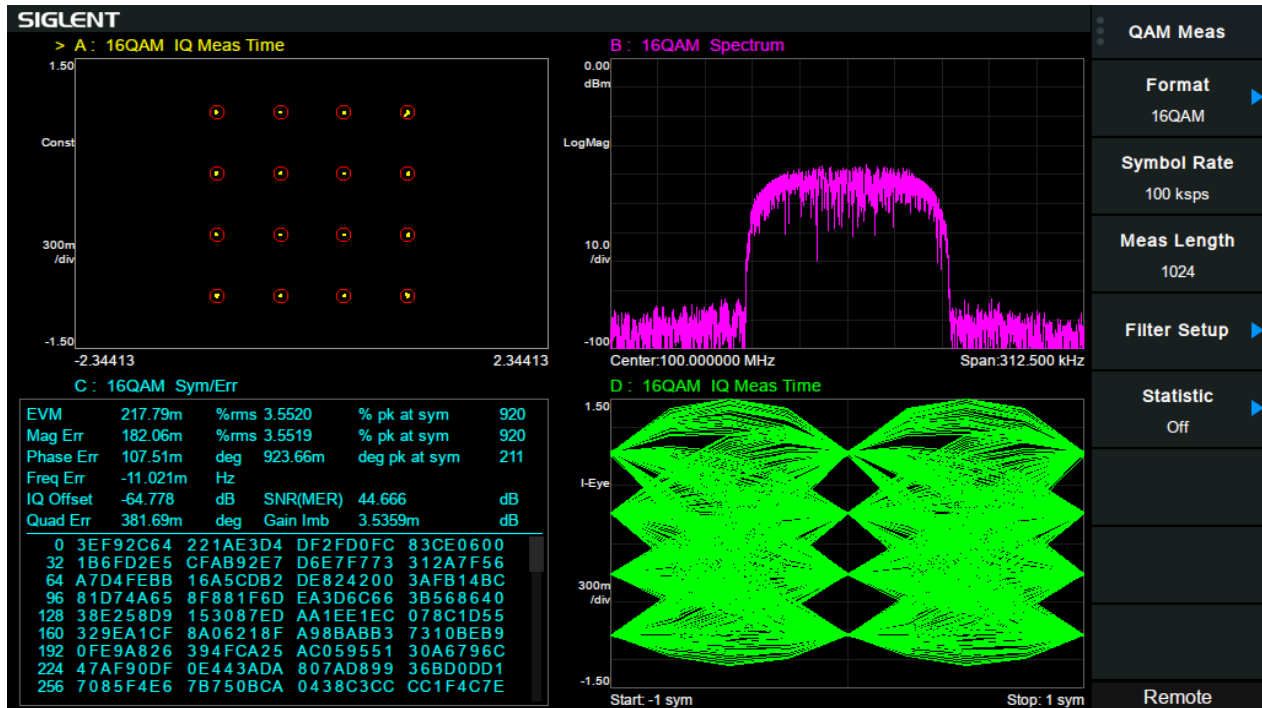 SIGLENT
> A : 16QAM IQ Meas Time
1.50
Const
300m
/div
-1.50
-2.34413 2.34413
B : 16QAM Spectrum
0.00
dBm
LogMag
10.0
/div
-100
Center:100.000000 MHz Span:312.500 kHz
C : 16QAM Sym/Err
EVM 217.79m %rms 3.5520 % pk at sym 920
Mag Err 182.06m %rms 3.5519 % pk at sym 920
Phase Err 107.51m deg 923.66m deg pk at sym 211
Freq Err -11.021m Hz
IQ Offset -64.778 dB SNR(MER) 44.666 dB
Quad Err 381.69m deg Gain Imb 3.5359m dB
0 3EF92C64 221AE3D4 DF2FD0FC 83CE0600
32 1B6FD2E5 CFAB92E7 D6E7F773 312A7F56
64 A7D4FEBB 16A5CDB2 DE824200 3AFB14BC
96 81D74A65 8F881F6D EA3D6C66 3B568640
128 38E258D9 153087ED AA1EE1EC 078C1D55
160 329EA1CF 8A06218F A98BABB3 7310BEB9
192 0FE9A826 394FCA25 AC059551 30A6796C
224 47AF90DF 0E443ADA 807AD899 36BD0DD1
256 7085F4E6 7B750BCA 0438C3CC CC1F4C7E
D : 16QAM IQ Meas Time
1.50
I-Eye
300m
/div
-1.50
Start: -1 sym Stop: 1 sym
QAM Meas
Format
16QAM
Symbol Rate
100 ksps
Meas Length
1024
Filter Setup
Statistic
Off
Remote